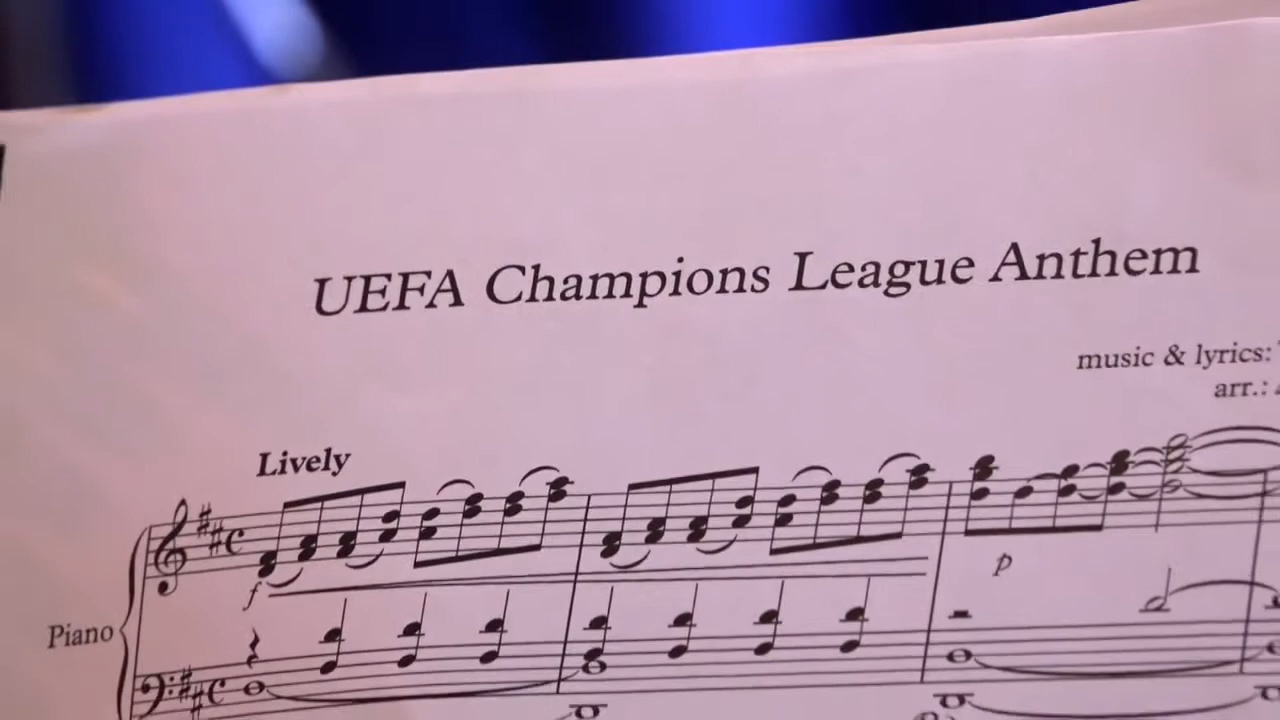 UEFA Champions League Anthem
music & lyrics:
arr.:
Lively
f
p
Piano